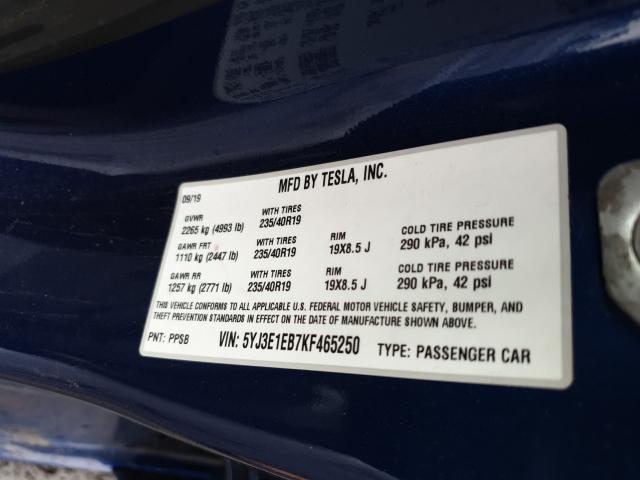 MFD BY TESLA, INC.
09/19
GVWR WITH TIRES
2265 kg (4993 lb) 235/40R19
GAWR FRT WITH TIRES RIM COLD TIRE PRESSURE
1110 kg (2447 lb) 235/40R19 19X8.5 J 290 kPa, 42 psi
GAWR RR WITH TIRES RIM COLD TIRE PRESSURE
1257 kg (2771 lb) 235/40R19 19X8.5 J 290 kPa, 42 psi
THIS VEHICLE CONFORMS TO ALL APPLICABLE U.S. FEDERAL MOTOR VEHICLE SAFETY, BUMPER, AND
THEFT PREVENTION STANDARDS IN EFFECT ON THE DATE OF MANUFACTURE SHOWN ABOVE.
PNT: PPSB VIN: 5YJ3E1EB7KF465250 TYPE: PASSENGER CAR